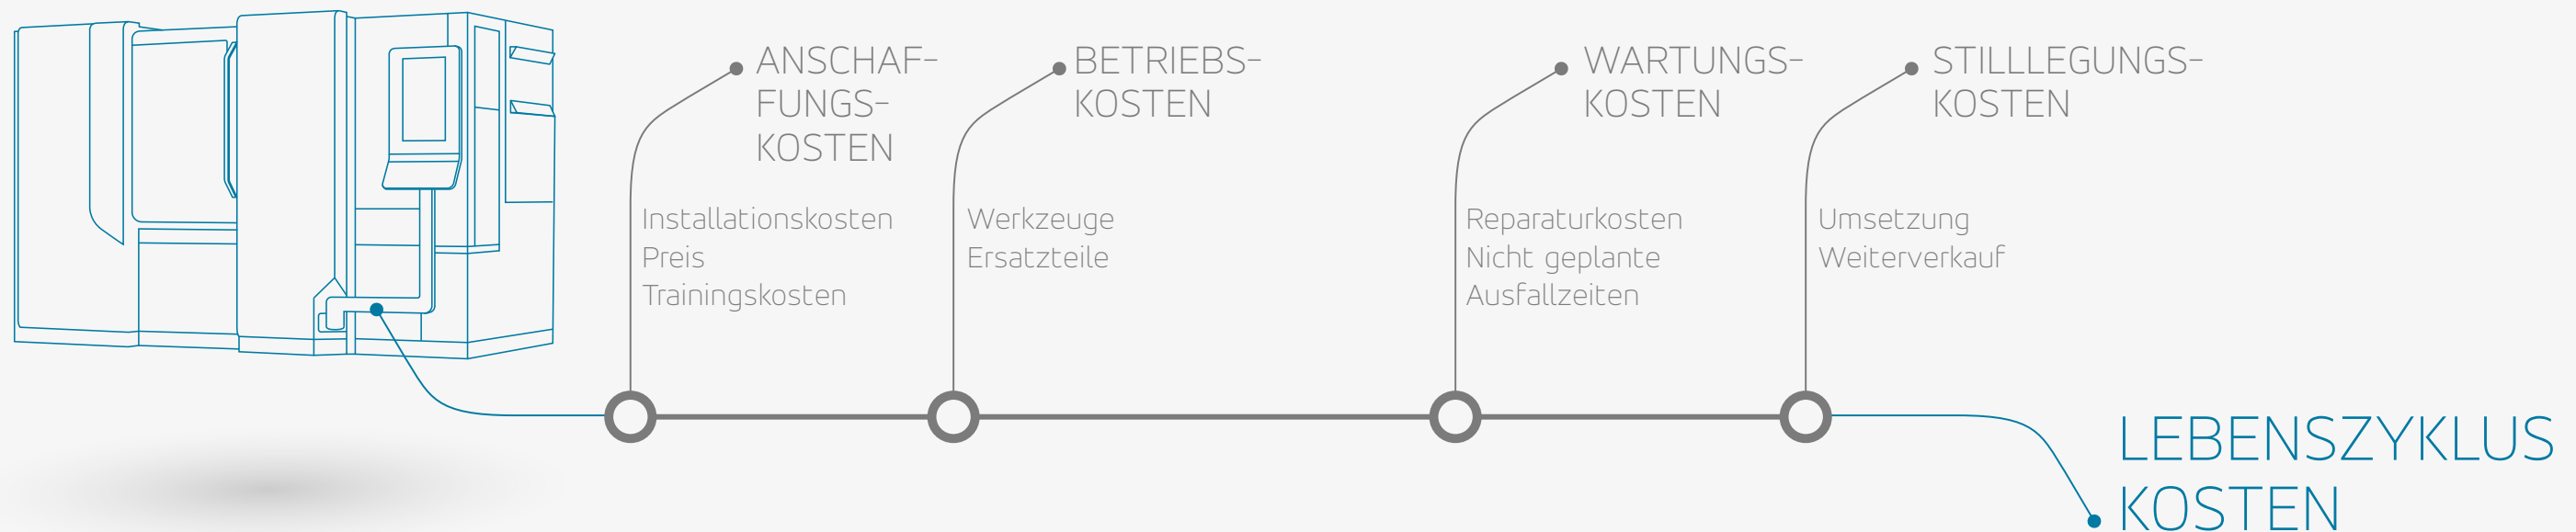 ANSCHAF-
FUNGS-
KOSTEN
Installationskosten
Preis
Trainingskosten
BETRIEBS-
KOSTEN
Werkzeuge
Ersatzteile
WARTUNGS-
KOSTEN
Reparaturkosten
Nicht geplante
Ausfallzeiten
STILLLEGUNGS-
KOSTEN
Umsetzung
Weiterverkauf
LEBENSZYKLUS
KOSTEN